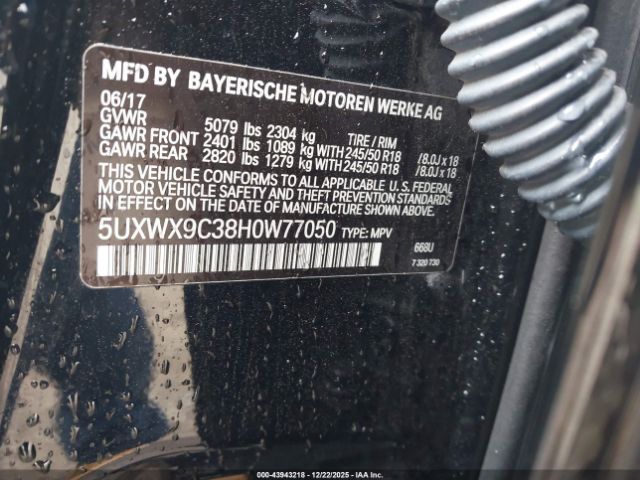 MFD BY BAYERISCHE MOTOREN WERKE AG
06/17
GVWR 5079 lbs 2304 kg TIRE / RIM
GAWR FRONT 2401 lbs 1089 kg WITH 245/50 R18 / 8.0J x 18
GAWR REAR 2820 lbs 1279 kg WITH 245/50 R18 / 8.0J x 18
THIS VEHICLE CONFORMS TO ALL APPLICABLE U.S. FEDERAL
MOTOR VEHICLE SAFETY AND THEFT PREVENTION STANDARDS
IN EFFECT ON THE DATE OF MANUFACTURE SHOWN ABOVE.
5UXWX9C38H0W77050 TYPE: MPV
668U
7 320 730
000-43943218 - 12/22/2025 - IAAI.COM